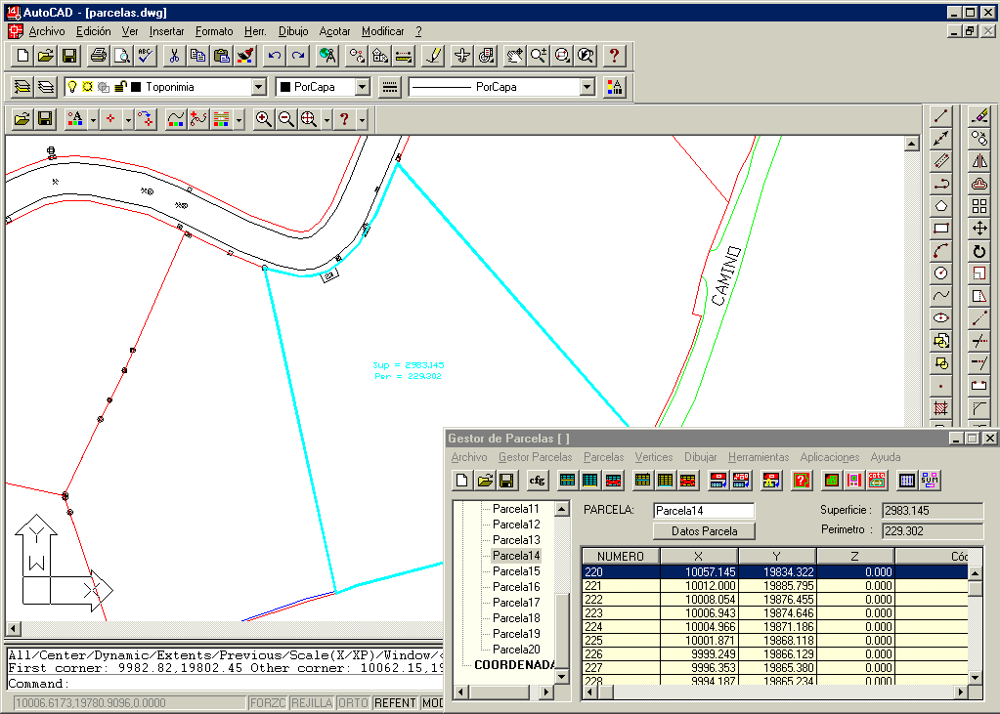 AutoCAD - [parcelas.dwg]
Archivo Edición Ver Insertar Formato Herr. Dibujo Acotar Modificar ?
Toponimia PorCapa PorCapa
CAMINO
Sup = 2983.145
Per = 229.302
Y
W
X
Gestor de Parcelas [ ]
Archivo Gestor Parcelas Parcelas Vertices Dibujar Herramientas Aplicaciones Ayuda
cfg SUM
Parcela11
Parcela12
Parcela13
Parcela14
Parcela15
Parcela16
Parcela17
Parcela18
Parcela19
Parcela20
COORDENADA
PARCELA: Parcela14 Superficie : 2983.145
Datos Parcela Perimetro : 229.302
NUMERO X Y Z Cóc
220 10057.145 19834.322 0.000
221 10012.000 19885.795 0.000
222 10008.054 19876.455 0.000
223 10006.943 19874.646 0.000
224 10004.966 19871.186 0.000
225 10001.871 19868.118 0.000
226 9999.249 19866.129 0.000
227 9996.353 19865.380 0.000
228 9994.187 19865.264 0.000
All/Center/Dynamic/Extents/Previous/Scale(X/XP)/Window/<
First corner: 9982.82,19802.45 Other corner: 10062.15,19
Command:
10006.6173,19780.9096,0.0000 FORZC REJILLA ORTO REFENT MOD